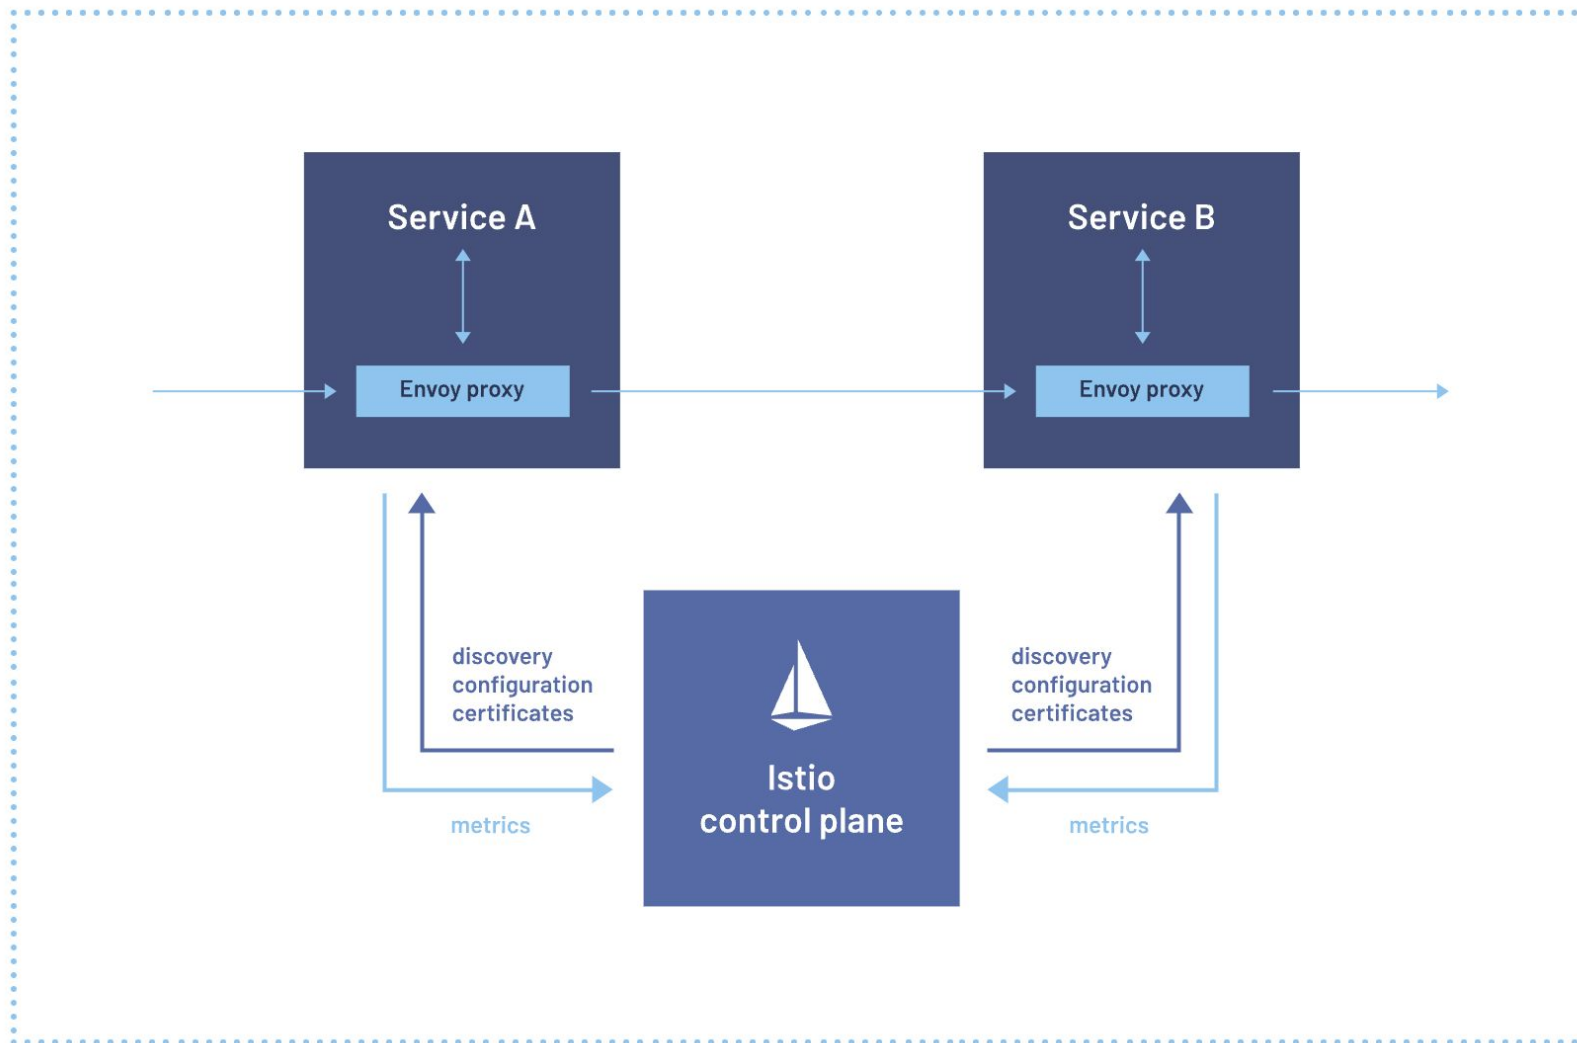 Service A
Service B
Envoy proxy
Envoy proxy
discovery
configuration
certificates
discovery
configuration
certificates
Istio
control plane
metrics
metrics